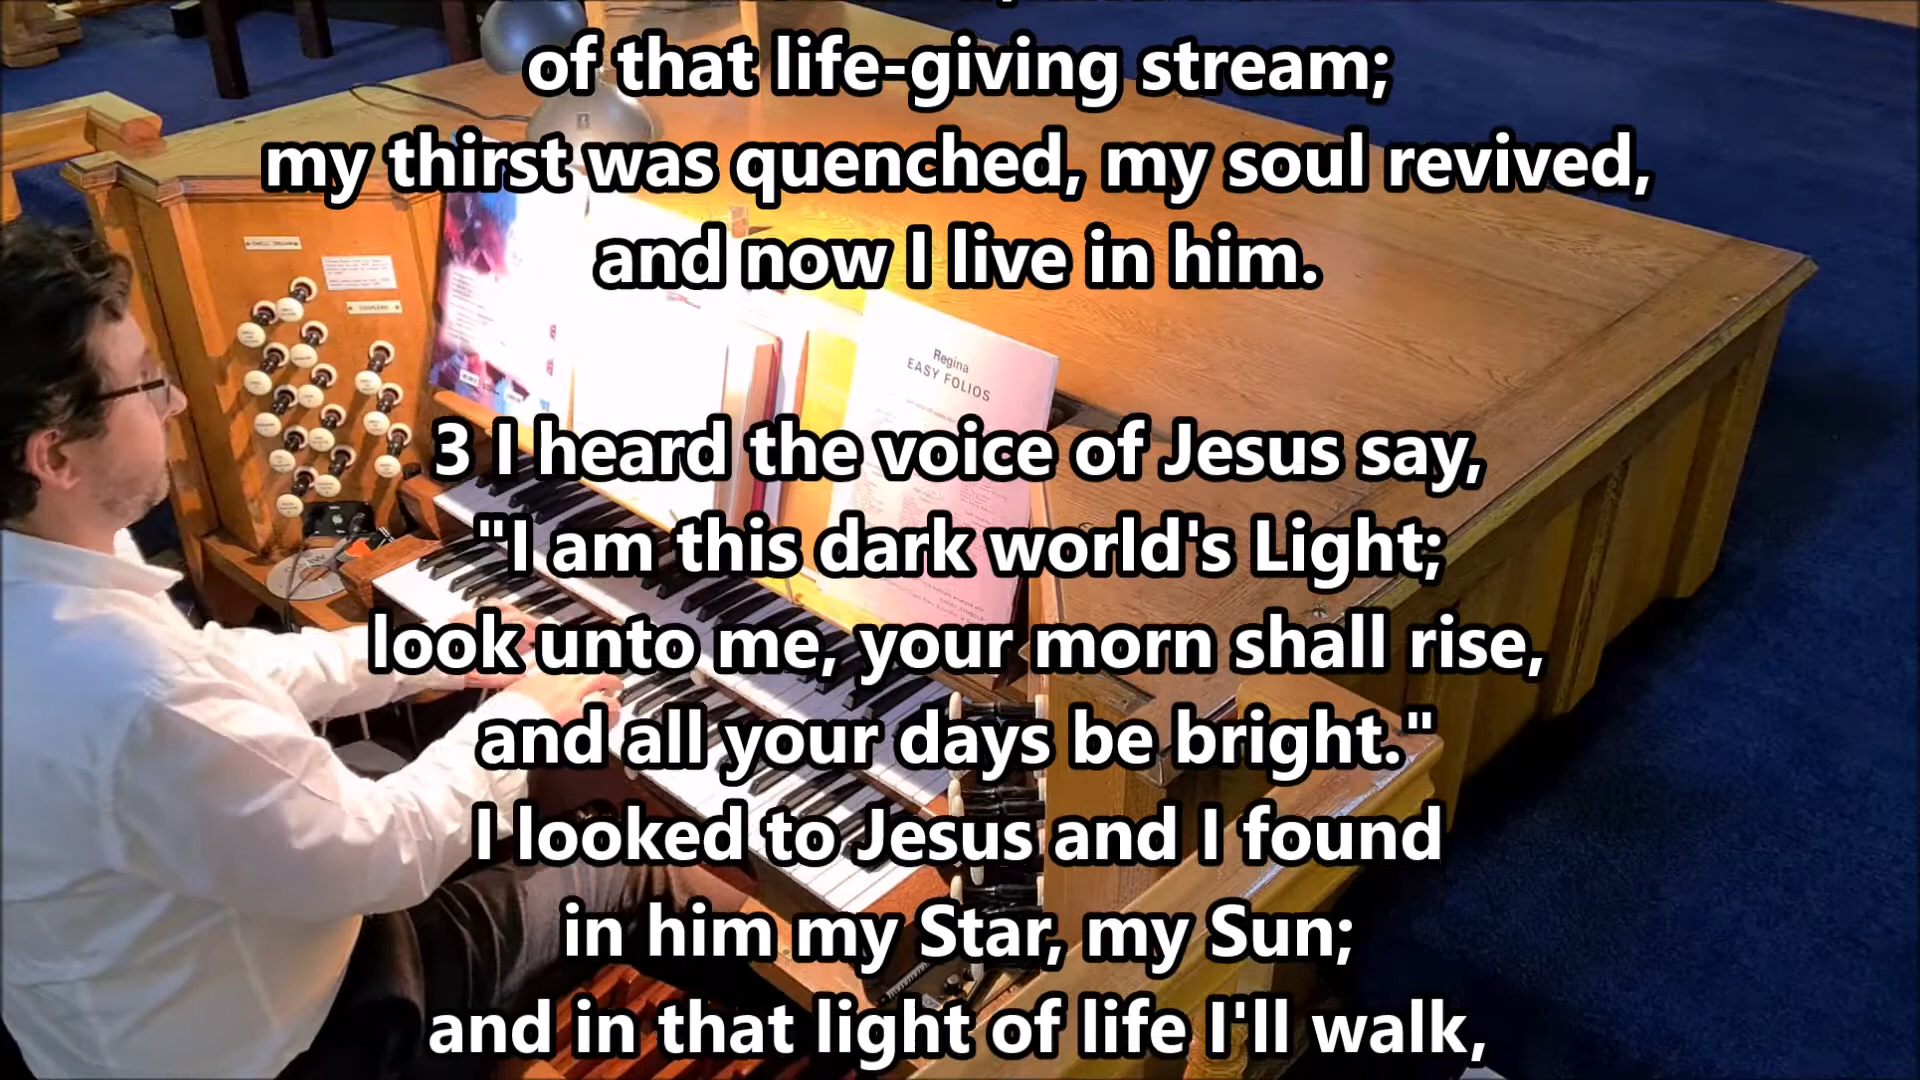 of that life-giving stream;
my thirst was quenched, my soul revived,
and now I live in him.
3 I heard the voice of Jesus say,
"I am this dark world's Light;
look unto me, your morn shall rise,
and all your days be bright."
I looked to Jesus and I found
in him my Star, my Sun;
and in that light of life I'll walk,
SWELL ORGAN
COUPLERS
Regina
EASY FOLIOS